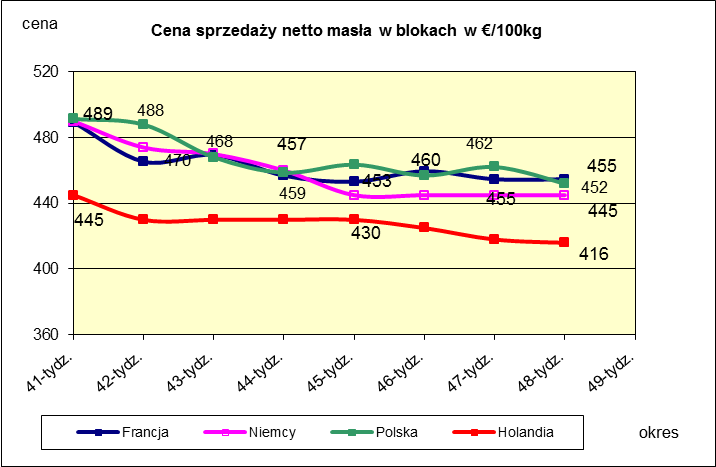 cena
Cena sprzedaży netto masła w blokach w €/100kg
520
480
440
400
360
489
488
470
468
457
459
453
460
462
455
455
452
445
445
430
416
41-tydz.
42-tydz.
43-tydz.
44-tydz.
45-tydz.
46-tydz.
47-tydz.
48-tydz.
49-tydz.
Francja Niemcy Polska Holandia
okres